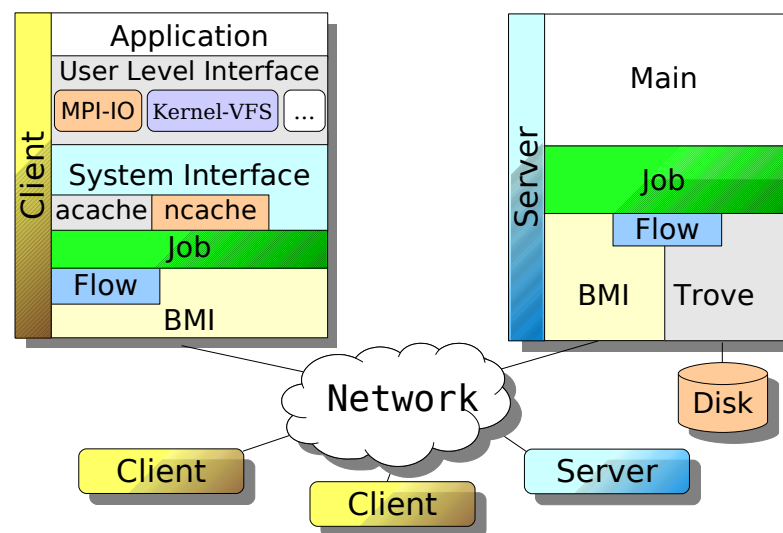 Client
Application
User Level Interface
MPI-IO Kernel-VFS ...
System Interface
acache ncache
Job
Flow
BMI
Server
Main
Job
Flow
BMI Trove
Disk
Network
Client
Client
Server